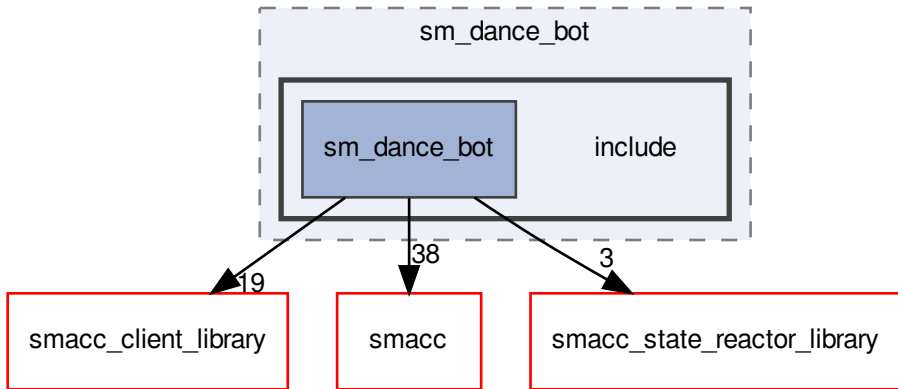 sm_dance_bot
sm_dance_bot
include
19
38
3
smacc_client_library
smacc
smacc_state_reactor_library